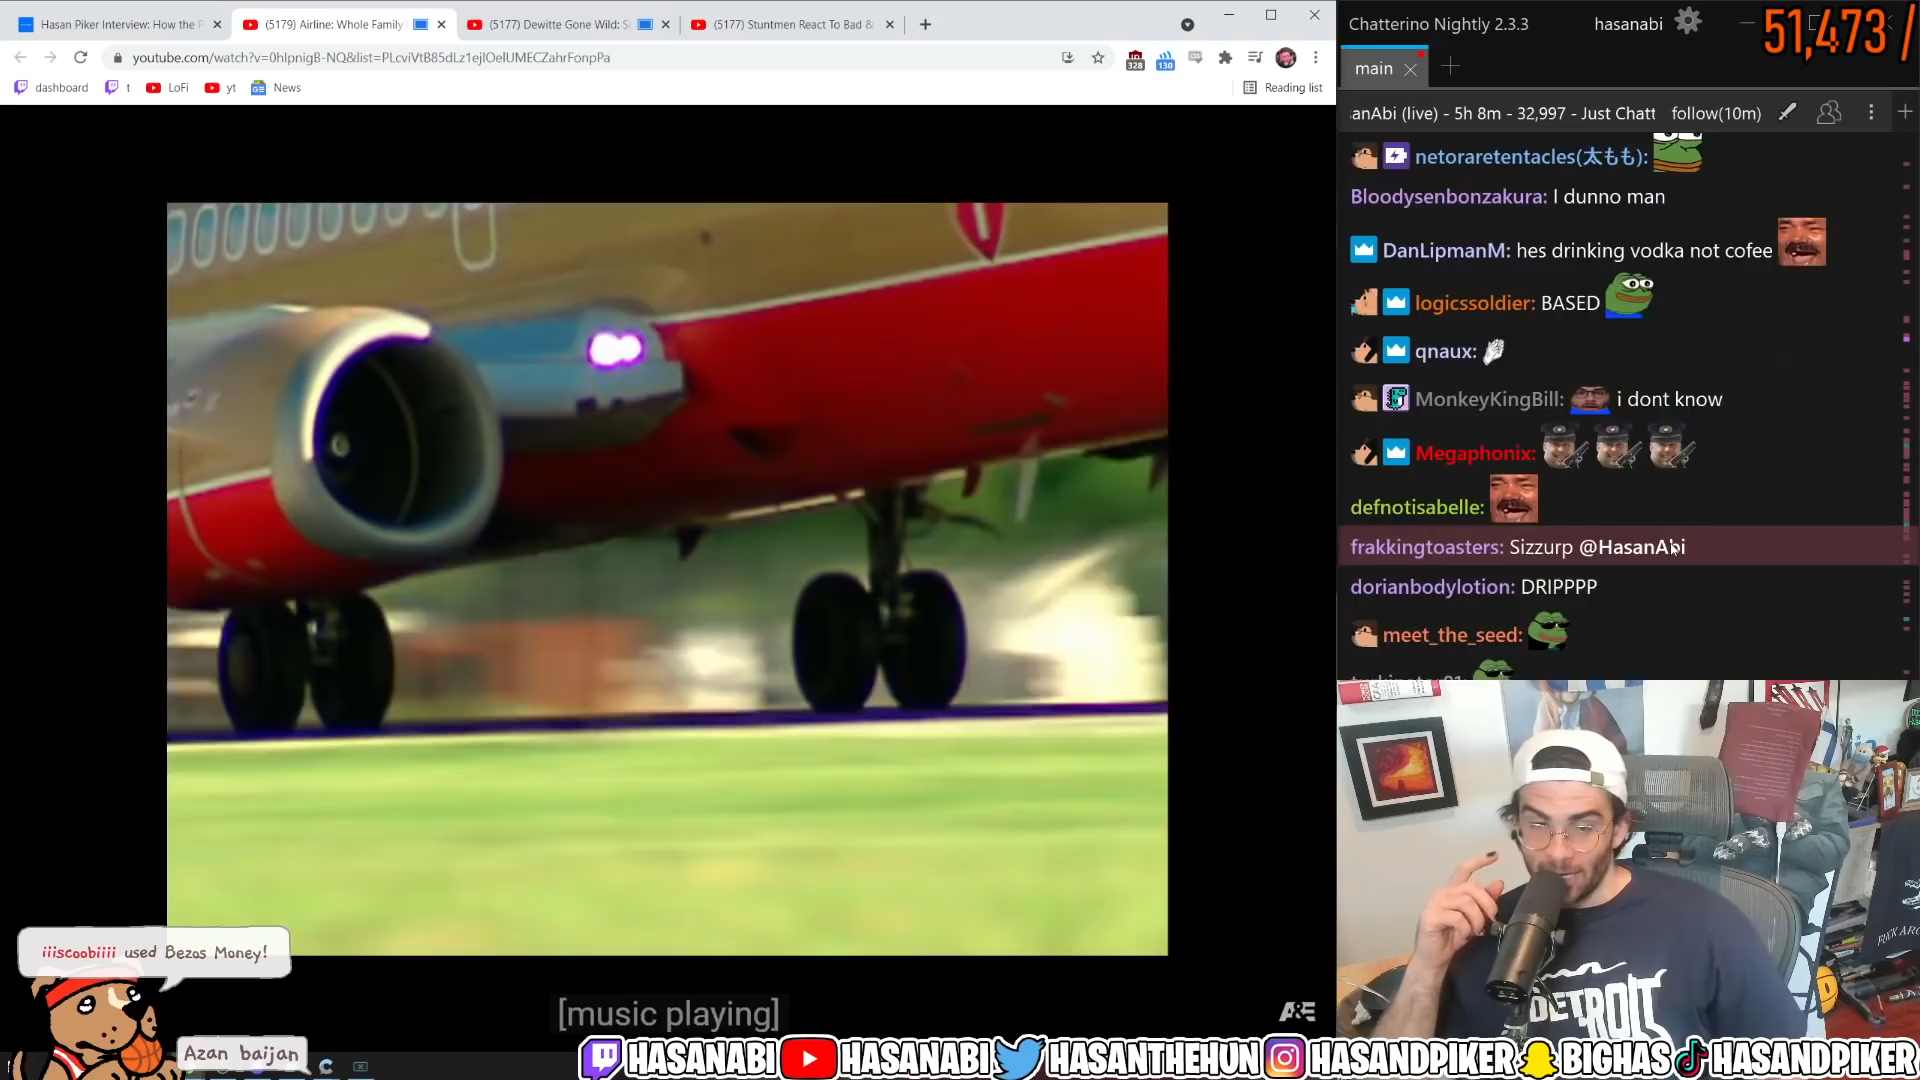 Hasan Piker Interview: How the P
(5179) Airline: Whole Family
(5177) Dewitte Gone Wild: S
(5177) Stuntmen React To Bad &
youtube.com/watch?v=0hlpnigB-NQ&list=PLcviVtB85dLz1ejIOelUMECZahrFonpPa
328
130
dashboard
t
LoFi
yt
News
Reading list
Chatterino Nightly 2.3.3
hasanabi
51,473 /
main
anAbi (live) - 5h 8m - 32,997 - Just Chatt
follow(10m)
netoraretentacles(太もも):
Bloodysenbonzakura: I dunno man
DanLipmanM: hes drinking vodka not cofee
logicssoldier: BASED
qnaux:
MonkeyKingBill: i dont know
Megaphonix:
defnotisabelle:
frakkingtoasters: Sizzurp @HasanAbi
dorianbodylotion: DRIPPPP
meet_the_seed:
iiiscoobiiii used Bezos Money!
Azan baijan
[music playing]
A&E
DETROIT
HASANABI
HASANABI
HASANTHEHUN
HASANDPIKER
BIGHAS
HASANDPIKER